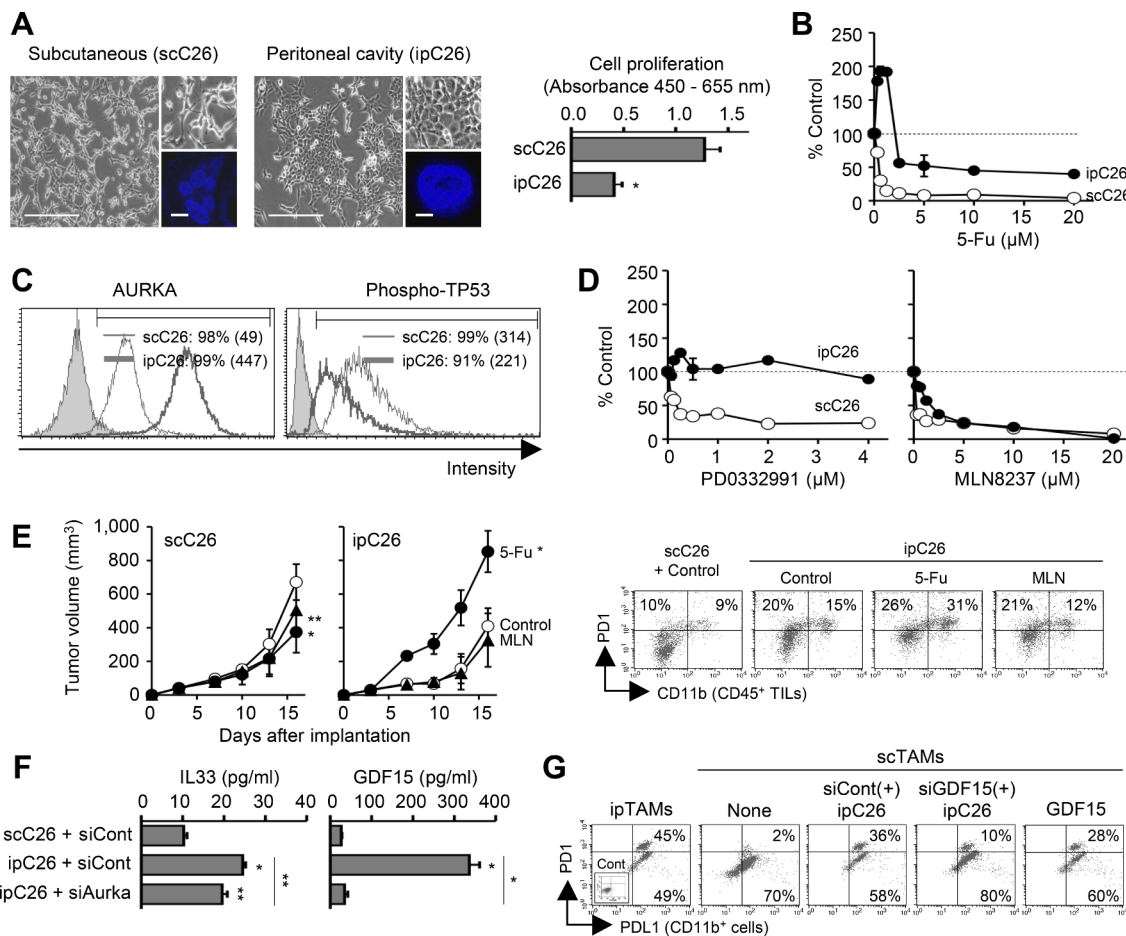 A
Subcutaneous (scC26)
Peritoneal cavity (ipC26)
Cell proliferation
(Absorbance 450 - 655 nm)
0.0 0.5 1.0 1.5
scC26
ipC26
*
B
% Control
250
200
150
100
50
0
0 5 10 15 20
5-Fu (µM)
ipC26
scC26
C
AURKA
scC26: 98% (49)
ipC26: 99% (447)
Phospho-TP53
scC26: 99% (314)
ipC26: 91% (221)
Intensity
D
% Control
250
200
150
100
50
0
ipC26
scC26
0 1 2 3 4
PD0332991 (µM)
0 5 10 15 20
MLN8237 (µM)
E
Tumor volume (mm³)
1,000
800
600
400
200
0
scC26
**
*
0 5 10 15
ipC26
5-Fu *
Control
MLN
0 5 10 15
Days after implantation
scC26
+ Control
ipC26
Control
5-Fu
MLN
10% 9%
20% 15%
26% 31%
21% 12%
PD1
CD11b (CD45⁺ TILs)
F
IL33 (pg/ml)
0 10 20 30 40
GDF15 (pg/ml)
0 100 200 300 400
scC26 + siCont
ipC26 + siCont
ipC26 + siAurka
*
**
**
*
*
G
scTAMs
ipTAMs
None
siCont(+)
ipC26
siGDF15(+)
ipC26
GDF15
45%
2%
36%
10%
28%
Cont
49%
70%
58%
80%
60%
PD1
PDL1 (CD11b⁺ cells)